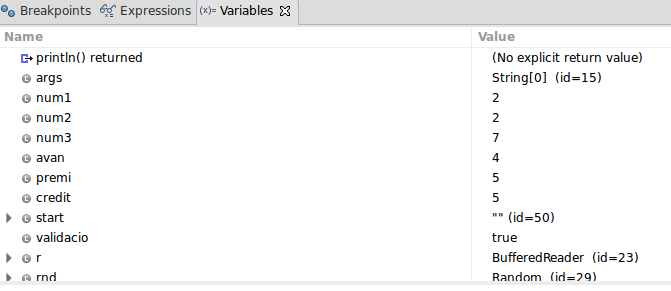 Breakpoints Expressions (x)= Variables
Name Value
println() returned (No explicit return value)
args String[0] (id=15)
num1 2
num2 2
num3 7
avan 4
premi 5
credit 5
start "" (id=50)
validacio true
r BufferedReader (id=23)
rnd Random (id=29)